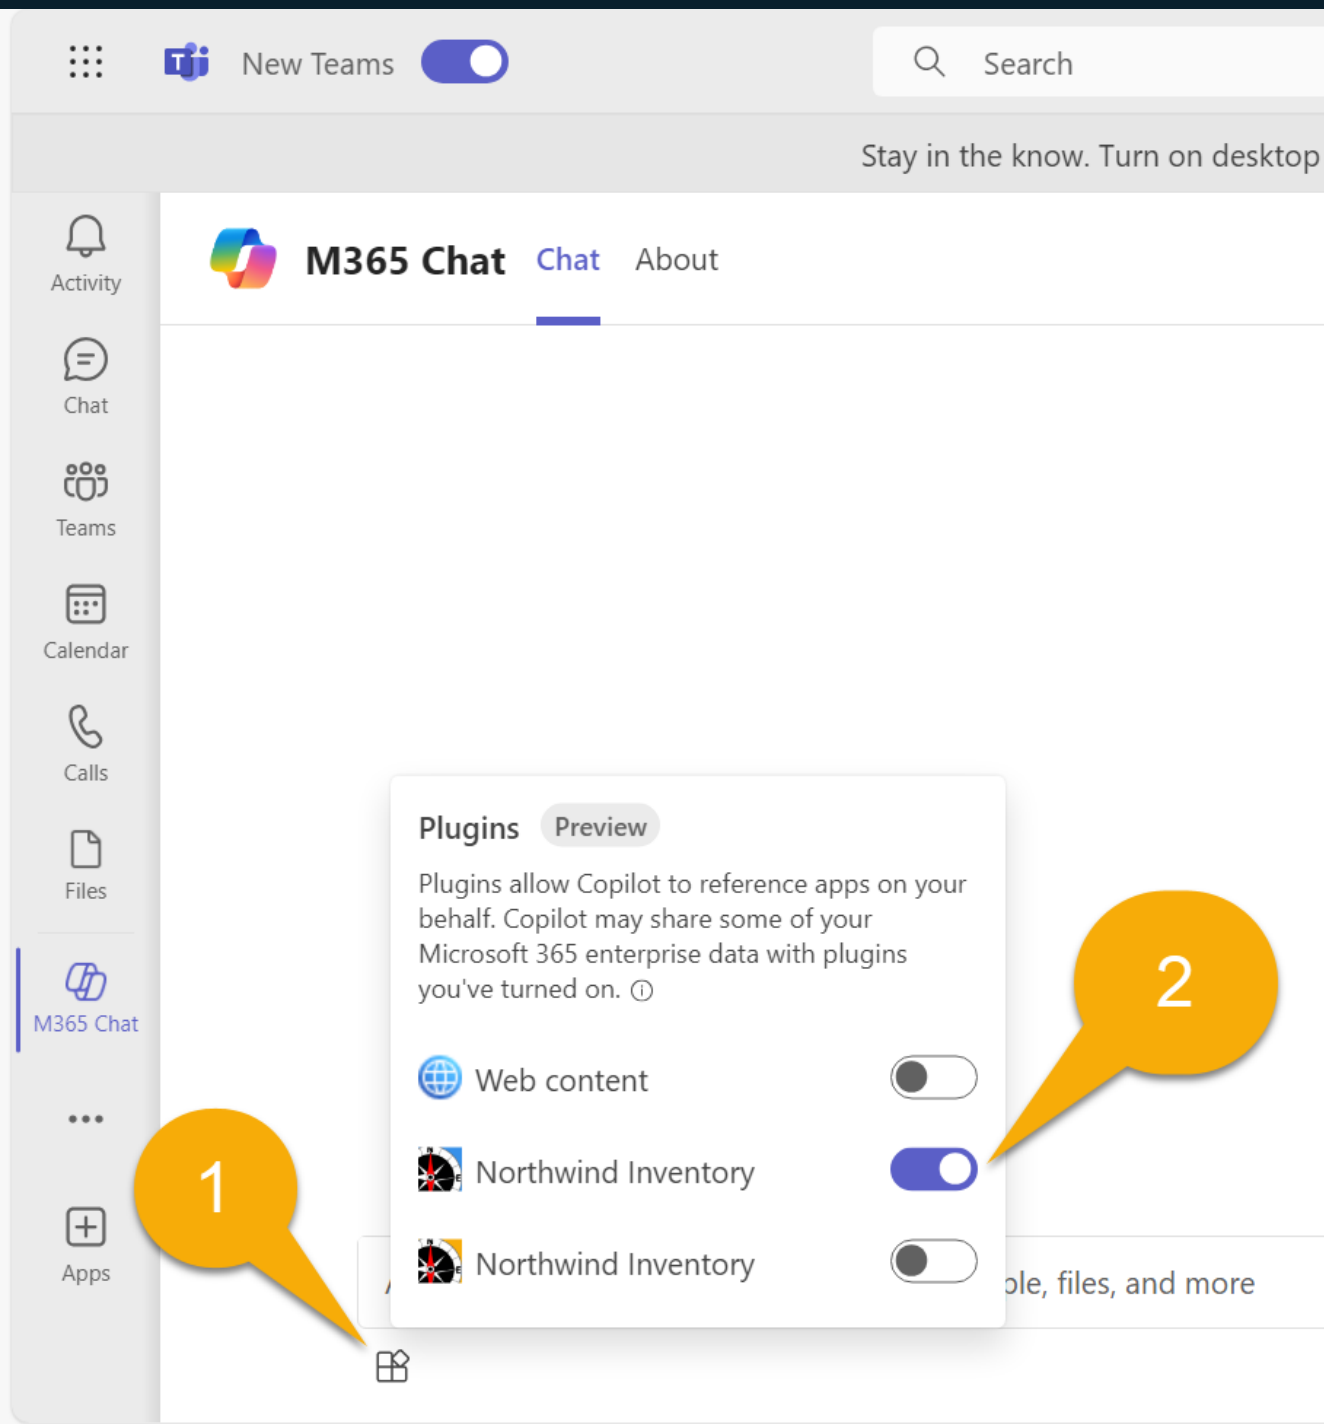 New Teams
Search
Stay in the know. Turn on desktop
Activity
Chat
Teams
Calendar
Calls
Files
M365 Chat
Apps
M365 Chat Chat About
Plugins Preview
Plugins allow Copilot to reference apps on your
behalf. Copilot may share some of your
Microsoft 365 enterprise data with plugins
you've turned on.
Web content
Northwind Inventory
Northwind Inventory
files, and more
1
2